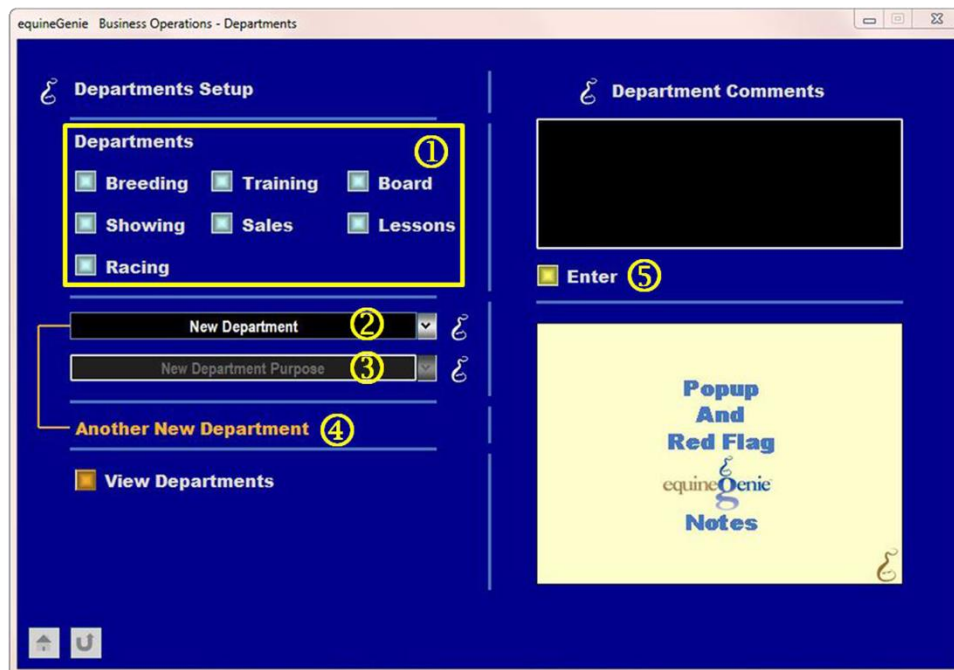 equineGenie Business Operations - Departments
Departments Setup
Departments
①
Breeding
Training
Board
Showing
Sales
Lessons
Racing
New Department
②
New Department Purpose
③
Another New Department
④
View Departments
Department Comments
Enter
⑤
Popup
And
Red Flag
equineGenie
Notes